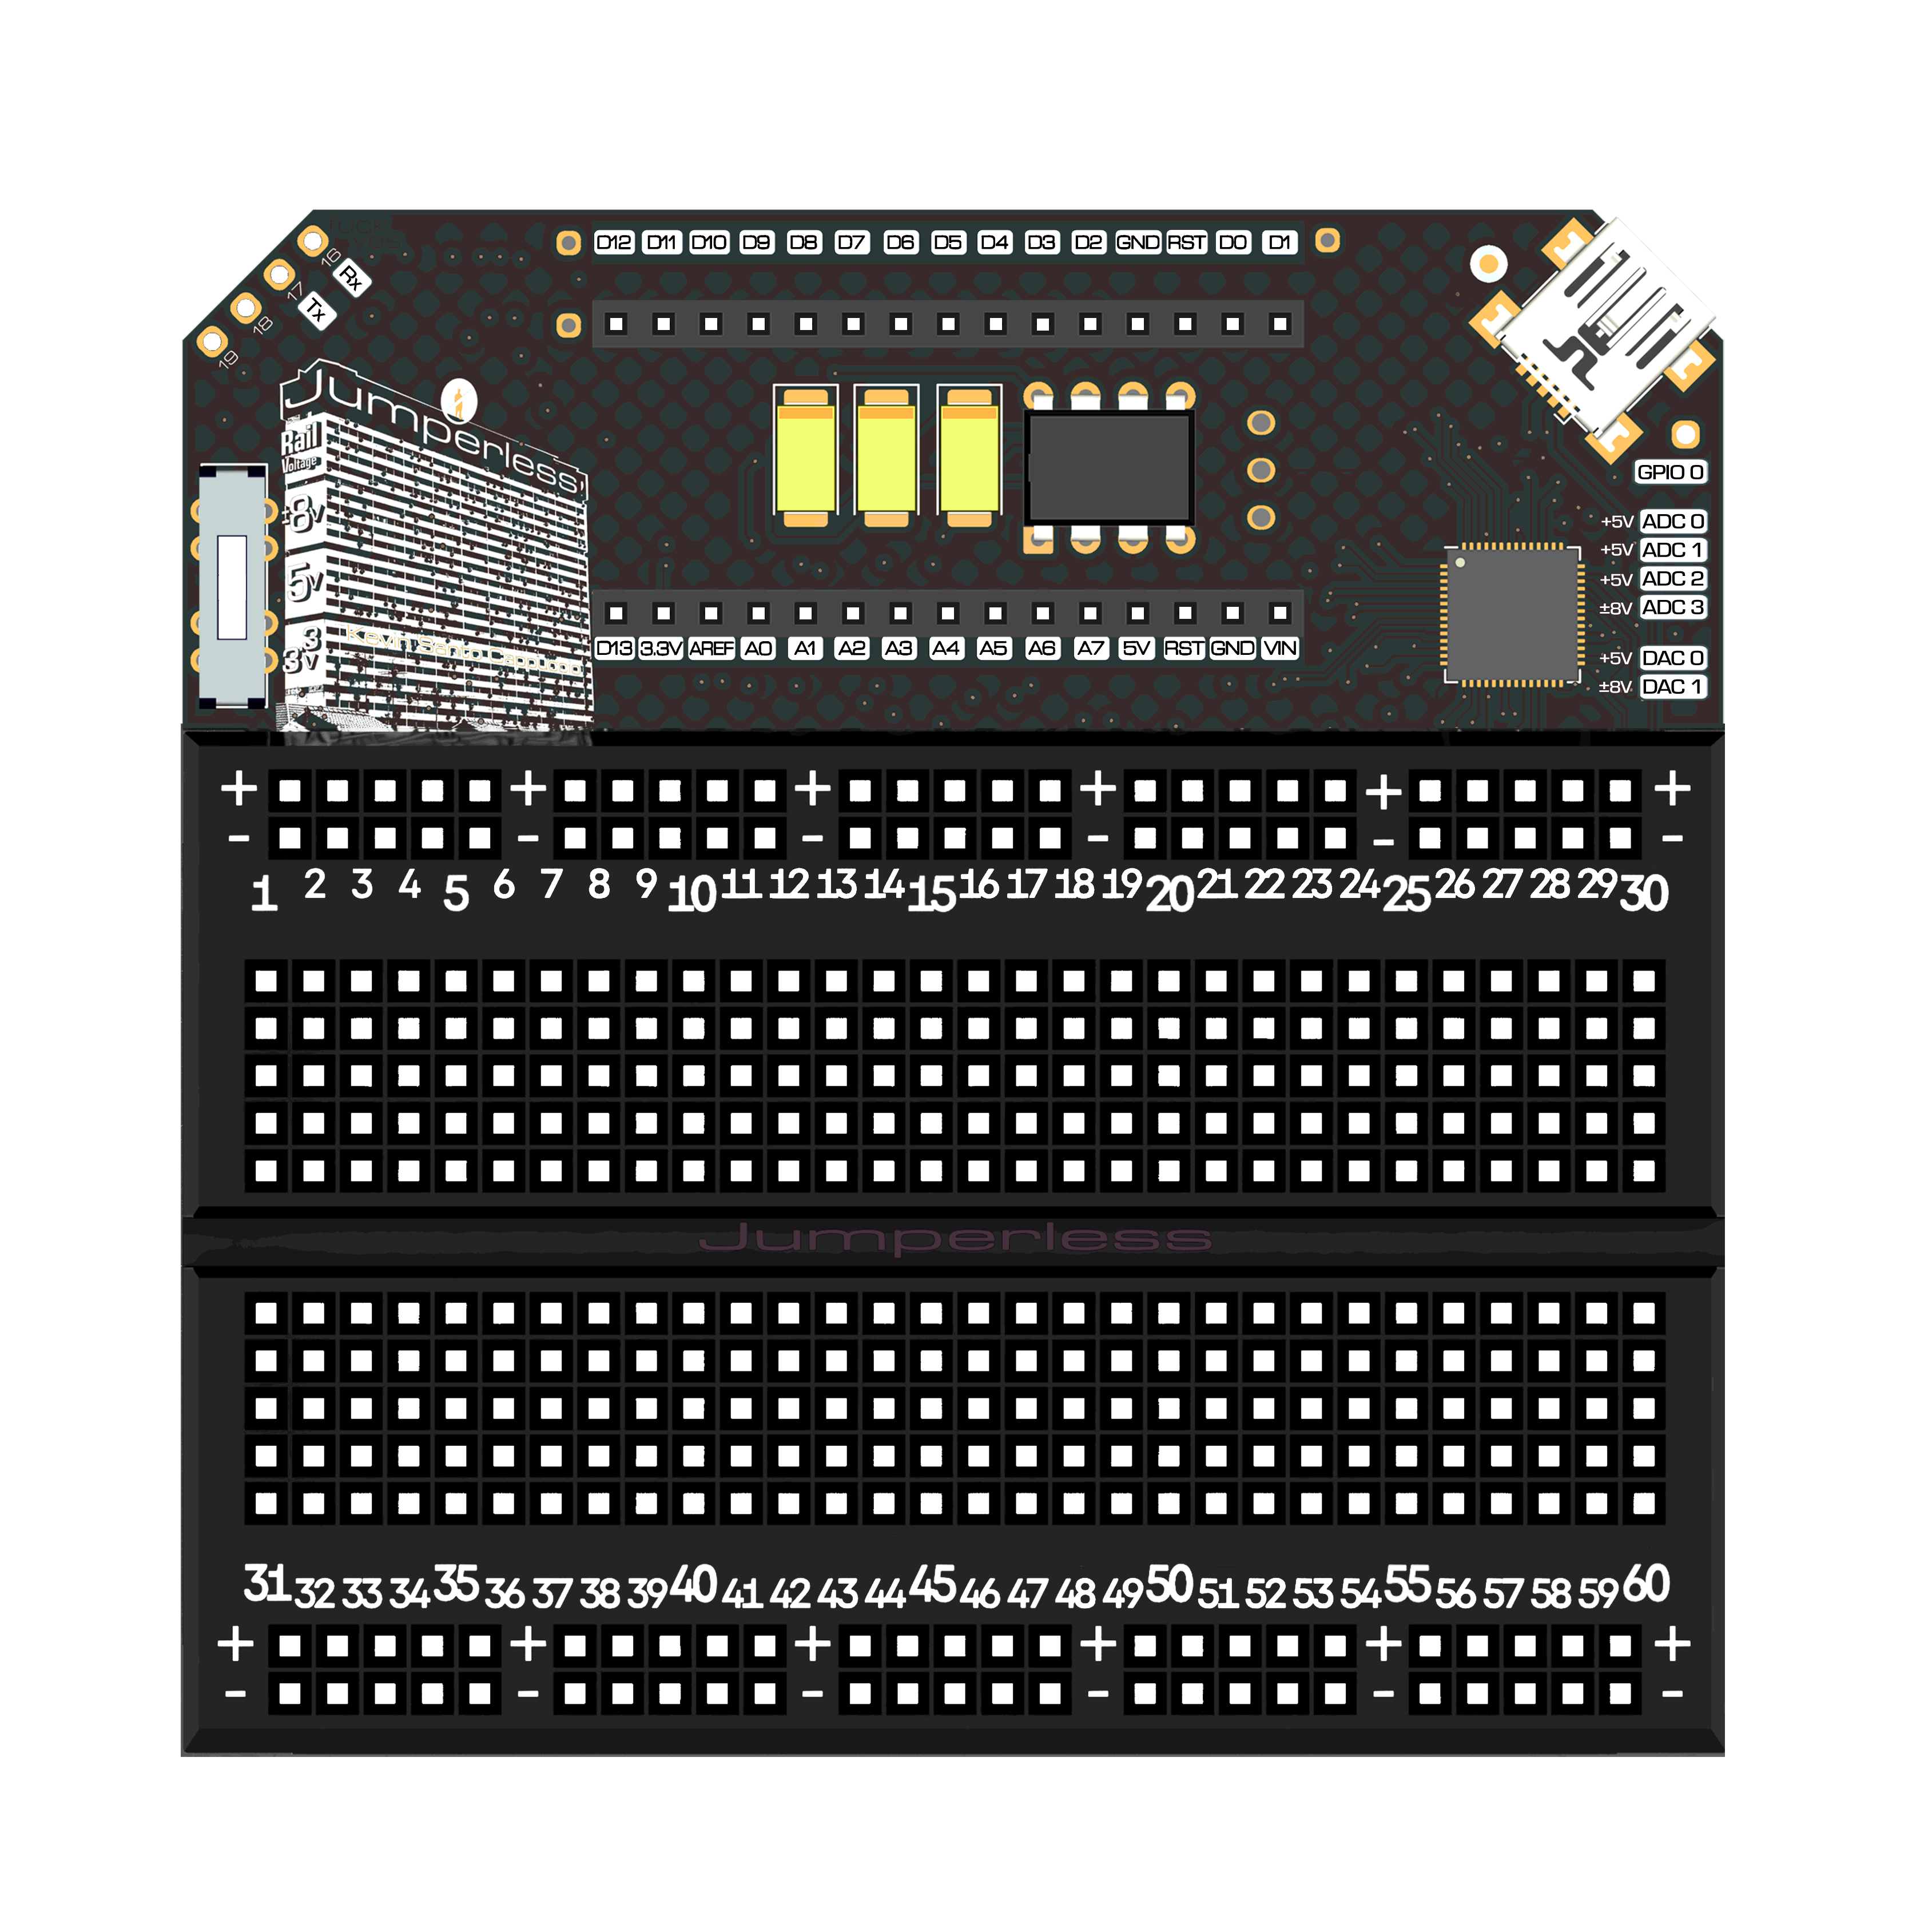 D12 D11 D10 D9 D8 D7 D6 D5 D4 D3 D2 GND RST D0 D1
16 Rx
17 Tx
18
19
Jumperless
Rail
Voltage
±8V
5V
3.3V
Kevin Santo Cappuccio
GPIO 0
+5V ADC 0
+5V ADC 1
+5V ADC 2
±8V ADC 3
+5V DAC 0
±8V DAC 1
D13 3.3V AREF A0 A1 A2 A3 A4 A5 A6 A7 5V RST GND VIN
+ + + + + +
- - - - - -
1 2 3 4 5 6 7 8 9 10 11 12 13 14 15 16 17 18 19 20 21 22 23 24 25 26 27 28 29 30
Jumperless
31 32 33 34 35 36 37 38 39 40 41 42 43 44 45 46 47 48 49 50 51 52 53 54 55 56 57 58 59 60
+ + + + + +
- - - - - -